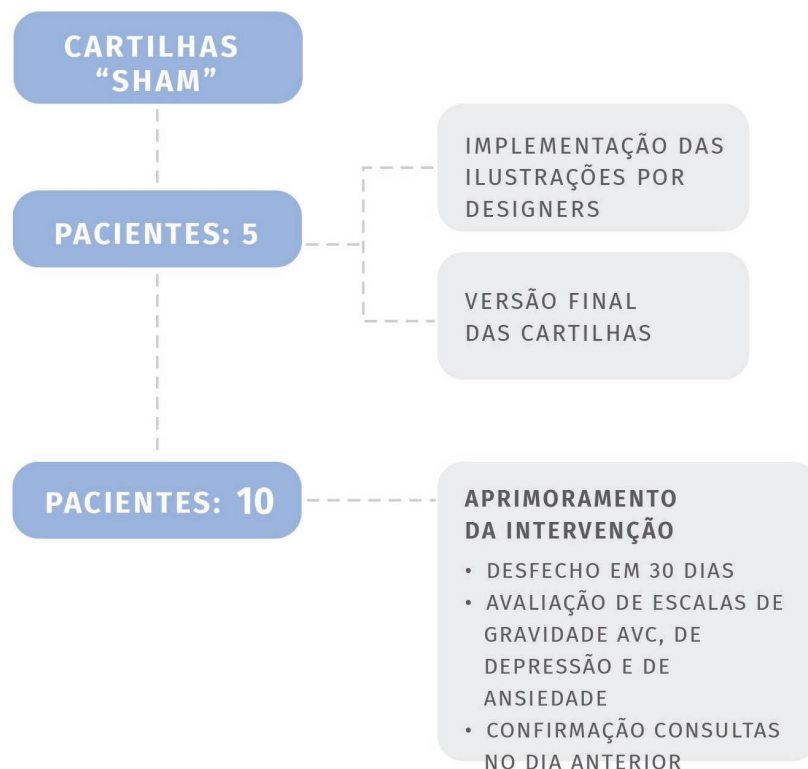 CARTILHAS
“SHAM”
PACIENTES: 5
IMPLEMENTAÇÃO DAS
ILUSTRAÇÕES POR
DESIGNERS
VERSÃO FINAL
DAS CARTILHAS
PACIENTES: 10
APRIMORAMENTO
DA INTERVENÇÃO
• DESFECHO EM 30 DIAS
• AVALIAÇÃO DE ESCALAS DE
GRAVIDADE AVC, DE
DEPRESSÃO E DE
ANSIEDADE
• CONFIRMAÇÃO CONSULTAS
NO DIA ANTERIOR